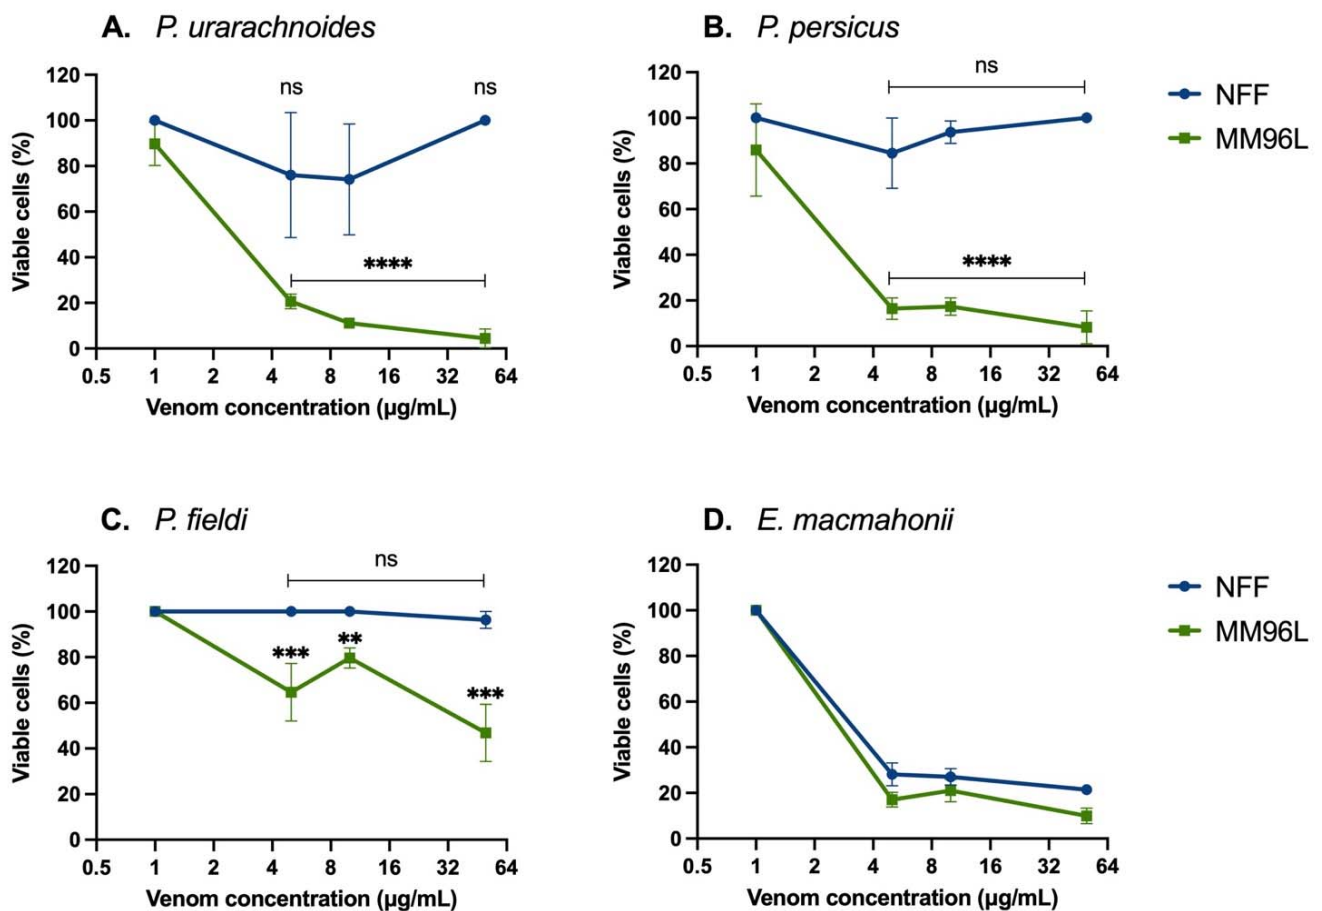 A. P. urarachnoides
120
100
80
60
40
20
0
Viable cells (%)
ns
ns
****
0.5 1 2 4 8 16 32 64
Venom concentration (µg/mL)
B. P. persicus
120
100
80
60
40
20
0
Viable cells (%)
ns
****
0.5 1 2 4 8 16 32 64
Venom concentration (µg/mL)
NFF
MM96L
C. P. fieldi
120
100
80
60
40
20
0
Viable cells (%)
ns
***
**
***
0.5 1 2 4 8 16 32 64
Venom concentration (µg/mL)
D. E. macmahonii
120
100
80
60
40
20
0
Viable cells (%)
0.5 1 2 4 8 16 32 64
Venom concentration (µg/mL)
NFF
MM96L